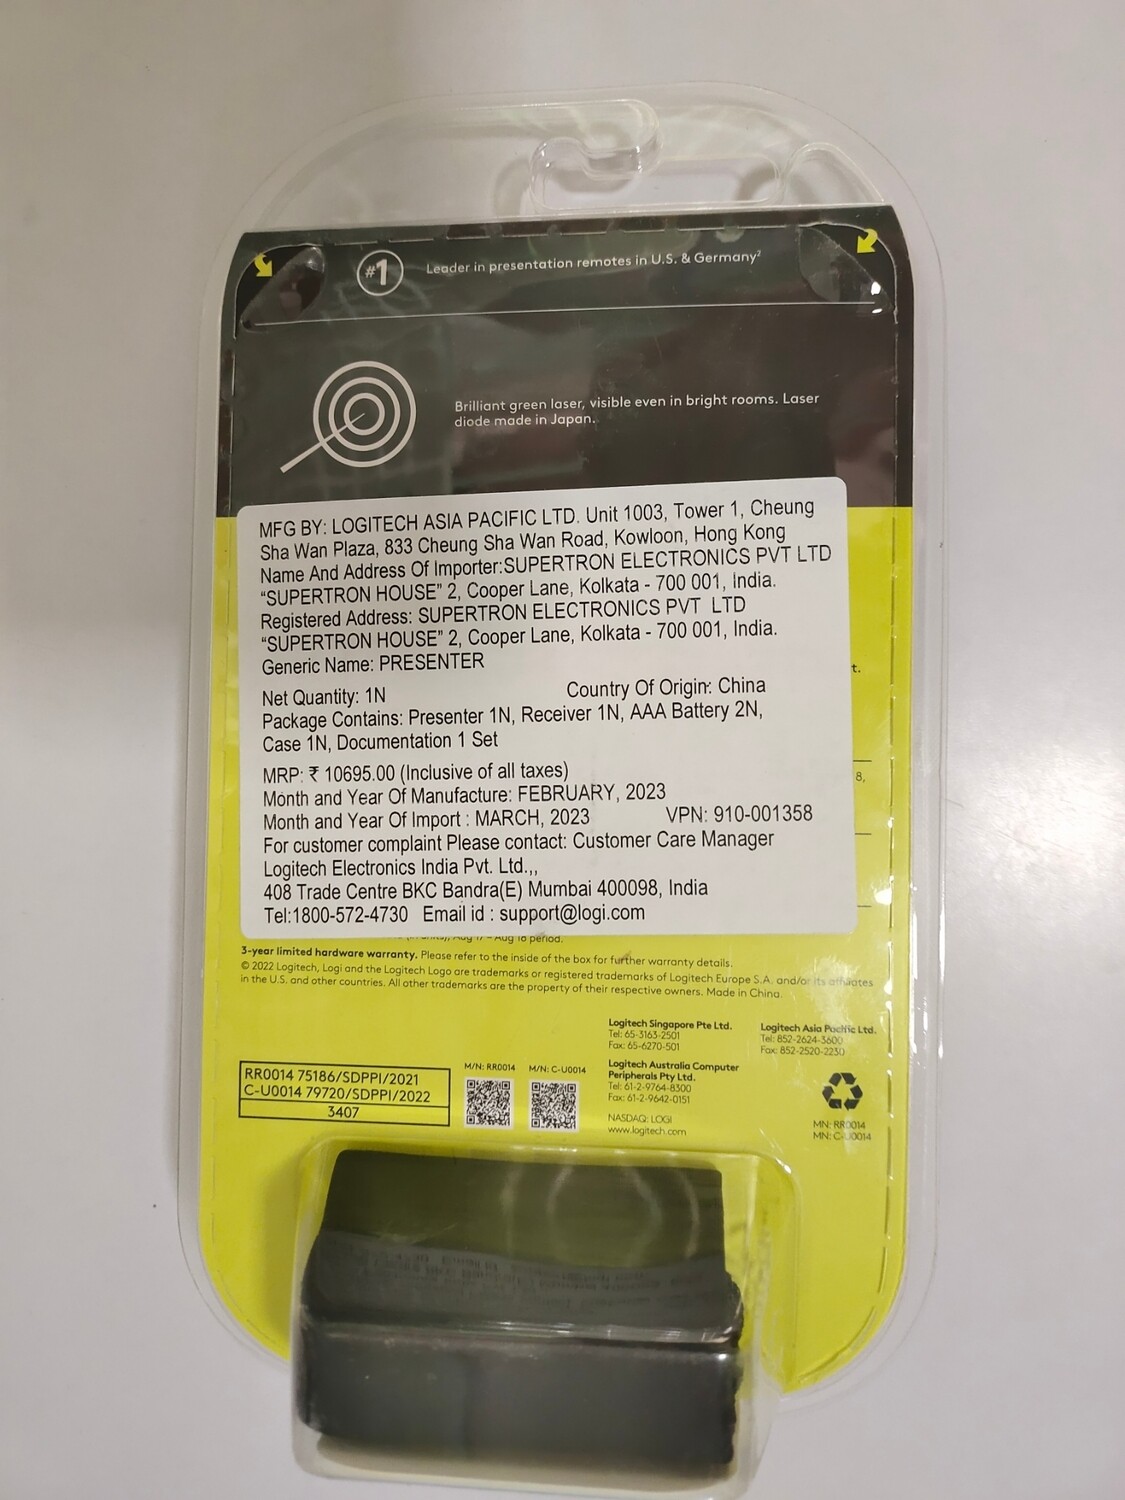 #1
Leader in presentation remotes in U.S. & Germany²
Brilliant green laser, visible even in bright rooms. Laser
diode made in Japan.
MFG BY: LOGITECH ASIA PACIFIC LTD. Unit 1003, Tower 1, Cheung
Sha Wan Plaza, 833 Cheung Sha Wan Road, Kowloon, Hong Kong
Name And Address Of Importer:SUPERTRON ELECTRONICS PVT LTD
“SUPERTRON HOUSE” 2, Cooper Lane, Kolkata - 700 001, India.
Registered Address: SUPERTRON ELECTRONICS PVT LTD
“SUPERTRON HOUSE” 2, Cooper Lane, Kolkata - 700 001, India.
Generic Name: PRESENTER
Net Quantity: 1N Country Of Origin: China
Package Contains: Presenter 1N, Receiver 1N, AAA Battery 2N,
Case 1N, Documentation 1 Set
MRP: ₹ 10695.00 (Inclusive of all taxes)
Month and Year Of Manufacture: FEBRUARY, 2023
Month and Year Of Import : MARCH, 2023 VPN: 910-001358
For customer complaint Please contact: Customer Care Manager
Logitech Electronics India Pvt. Ltd.,,
408 Trade Centre BKC Bandra(E) Mumbai 400098, India
Tel:1800-572-4730 Email id : support@logi.com
t.
8,
Aug 17 – Aug 18 period.
3-year limited hardware warranty. Please refer to the inside of the box for further warranty details.
© 2022 Logitech, Logi and the Logitech Logo are trademarks or registered trademarks of Logitech Europe S.A. and/or its affiliates
in the U.S. and other countries. All other trademarks are the property of their respective owners. Made in China.
RR0014 75186/SDPPI/2021
C-U0014 79720/SDPPI/2022
3407
M/N: RR0014
M/N: C-U0014
Logitech Singapore Pte Ltd.
Tel: 65-3163-2501
Fax: 65-6270-501
Logitech Australia Computer
Peripherals Pty Ltd.
Tel: 61-2-9764-8300
Fax: 61-2-9642-0151
NASDAQ: LOGI
www.logitech.com
Logitech Asia Pacific Ltd.
Tel: 852-2624-3600
Fax: 852-2520-2230
MN: RR0014
MN: C-U0014